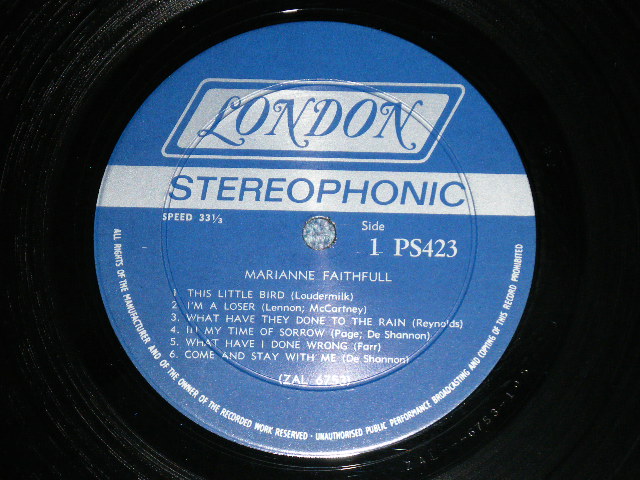 LONDON
STEREOPHONIC
SPEED 33⅓
Side
1 PS423
MARIANNE FAITHFULL
1 THIS LITTLE BIRD (Loudermilk)
2. I'M A LOSER (Lennon; McCartney)
3. WHAT HAVE THEY DONE TO THE RAIN (Reynolds)
4. IN MY TIME OF SORROW (Page; De Shannon)
5. WHAT HAVE I DONE WRONG (Farr)
6. COME AND STAY WITH ME (De Shannon)
(ZAL 6753)
ALL RIGHTS OF THE MANUFACTURER AND OF THE OWNER OF THE RECORDED WORK RESERVED · UNAUTHORISED PUBLIC PERFORMANCE BROADCASTING AND COPYING OF THIS RECORD PROHIBITED